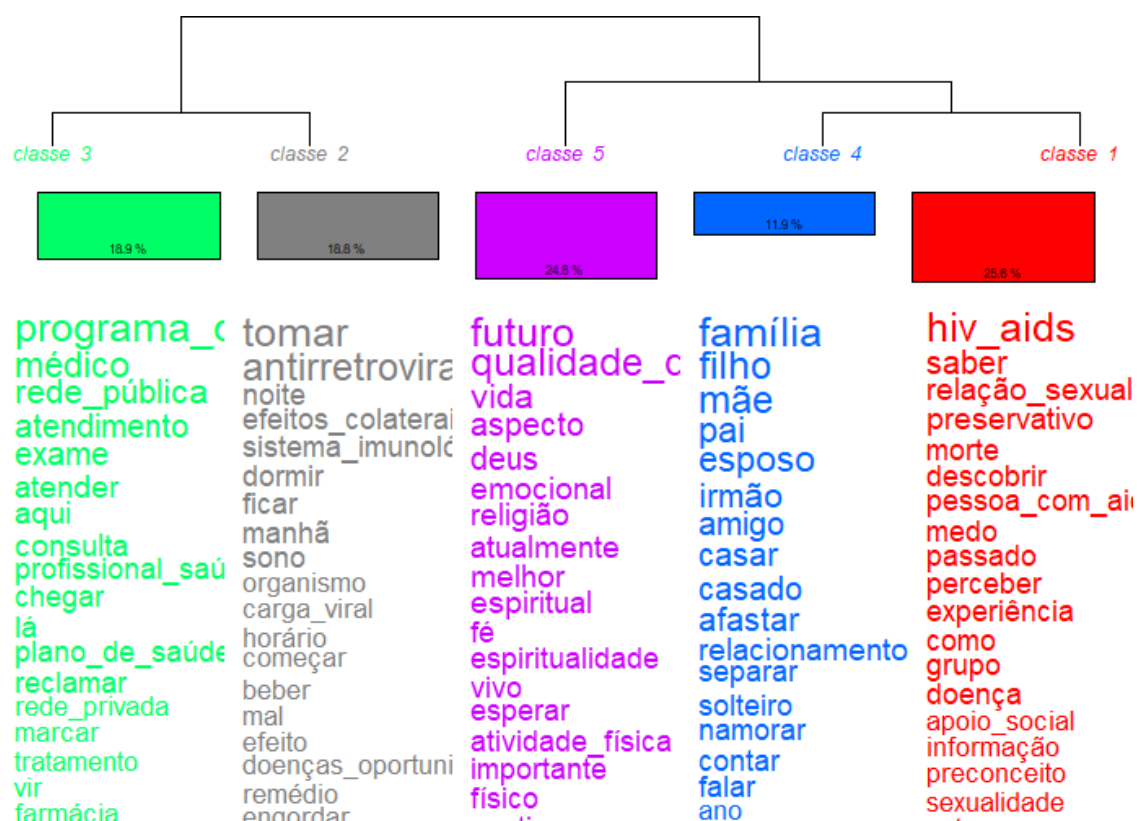 classe 3
classe 2
classe 5
classe 4
classe 1
18.9 %
18.8 %
24.8 %
11.9 %
25.6 %
programa_c
médico
rede_pública
atendimento
exame
atender
aqui
consulta
profissional_saú
chegar
lá
plano_de_saúde
reclamar
rede_privada
marcar
tratamento
vir
farmácia
tomar
antirretrovira
noite
efeitos_colaterai
sistema_imunoló
dormir
ficar
manhã
sono
organismo
carga_viral
horário
começar
beber
mal
efeito
doenças_oportuni
remédio
engordar
futuro
qualidade_c
vida
aspecto
deus
emocional
religião
atualmente
melhor
espiritual
fé
espiritualidade
vivo
esperar
atividade_física
importante
físico
família
filho
mãe
pai
esposo
irmão
amigo
casar
casado
afastar
relacionamento
separar
solteiro
namorar
contar
falar
ano
hiv_aids
saber
relação_sexual
preservativo
morte
descobrir
pessoa_com_aid
medo
passado
perceber
experiência
como
grupo
doença
apoio_social
informação
preconceito
sexualidade